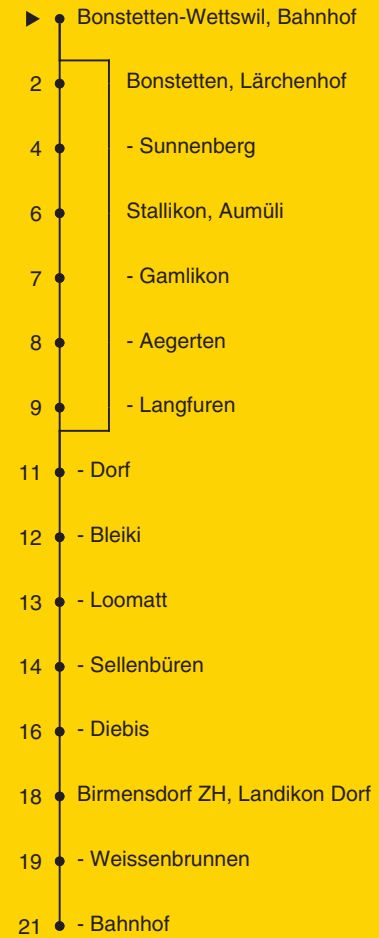 Bonstetten-Wettswil, Bahnhof
2 Bonstetten, Lärchenhof
4 - Sunnenberg
6 Stallikon, Aumüli
7 - Gamlikon
8 - Aegerten
9 - Langfuren
11 - Dorf
12 - Bleiki
13 - Loomatt
14 - Sellenbüren
16 - Diebis
18 Birmensdorf ZH, Landikon Dorf
19 - Weissenbrunnen
21 - Bahnhof